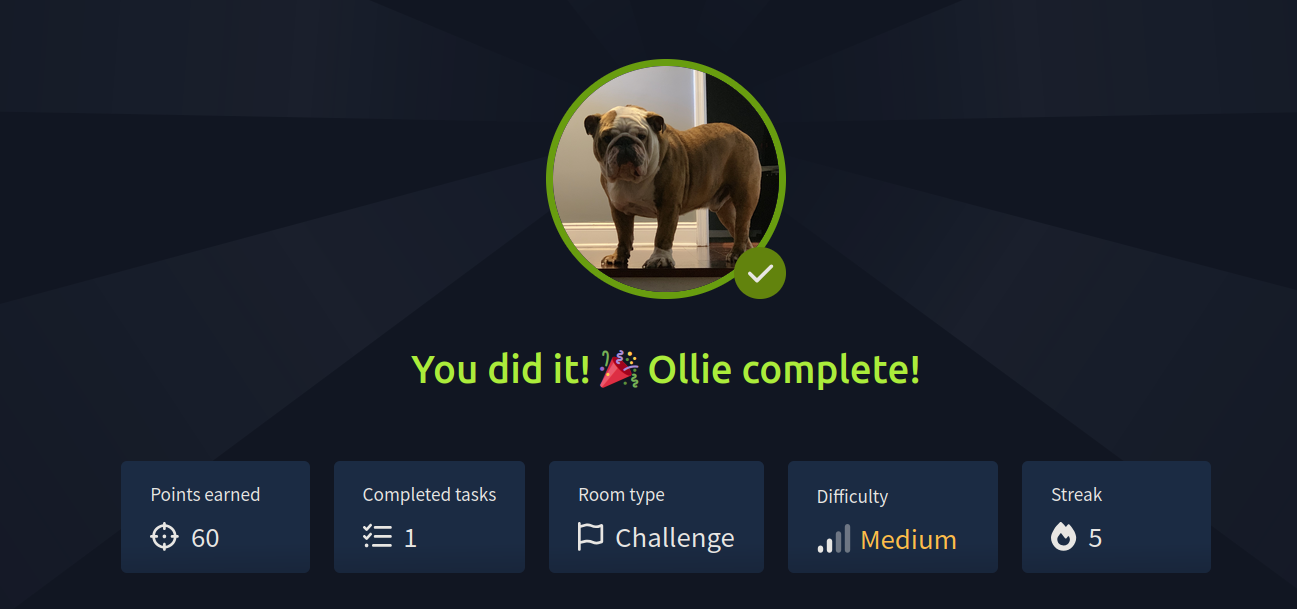 You did it! 🎉 Ollie complete!
Points earned
60
Completed tasks
1
Room type
Challenge
Difficulty
Medium
Streak
5